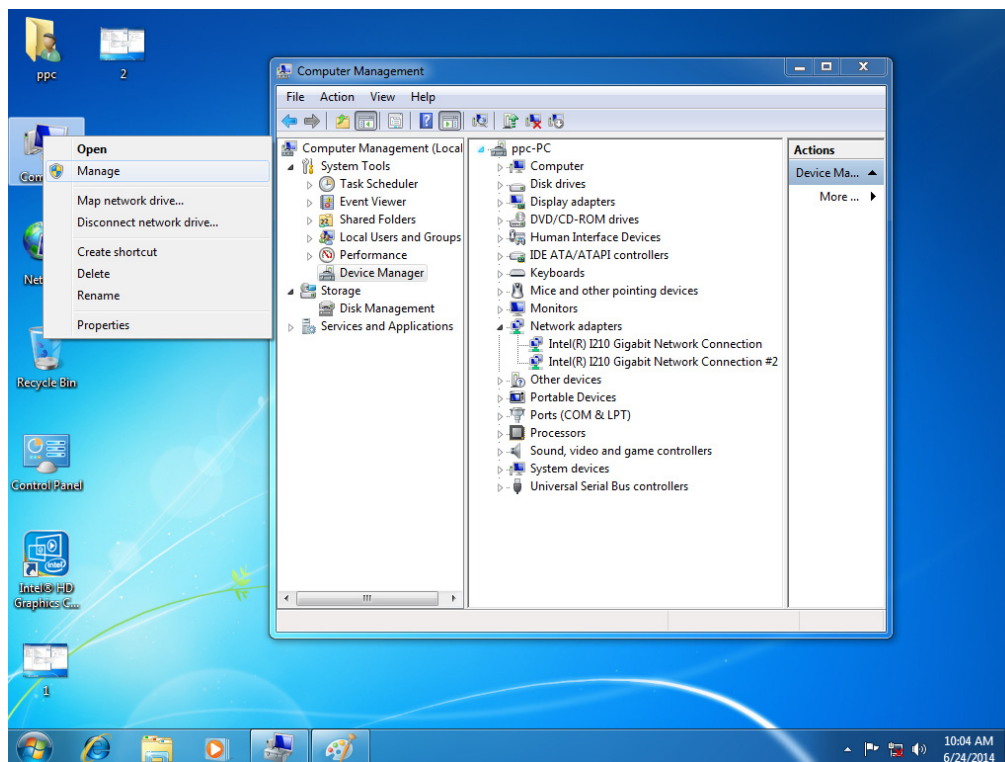 ppc
2
Computer Management
File Action View Help
Open
Manage
Map network drive...
Disconnect network drive...
Create shortcut
Delete
Rename
Properties
Computer Management (Local
System Tools
Task Scheduler
Event Viewer
Shared Folders
Local Users and Groups
Performance
Device Manager
Storage
Disk Management
Services and Applications
ppc-PC
Computer
Disk drives
Display adapters
DVD/CD-ROM drives
Human Interface Devices
IDE ATA/ATAPI controllers
Keyboards
Mice and other pointing devices
Monitors
Network adapters
Intel(R) I210 Gigabit Network Connection
Intel(R) I210 Gigabit Network Connection #2
Other devices
Portable Devices
Ports (COM & LPT)
Processors
Sound, video and game controllers
System devices
Universal Serial Bus controllers
Actions
Device Ma...
More ...
Com
Net
Recycle Bin
Control Panel
Intel® HD
Graphics C...
1
10:04 AM
6/24/2014